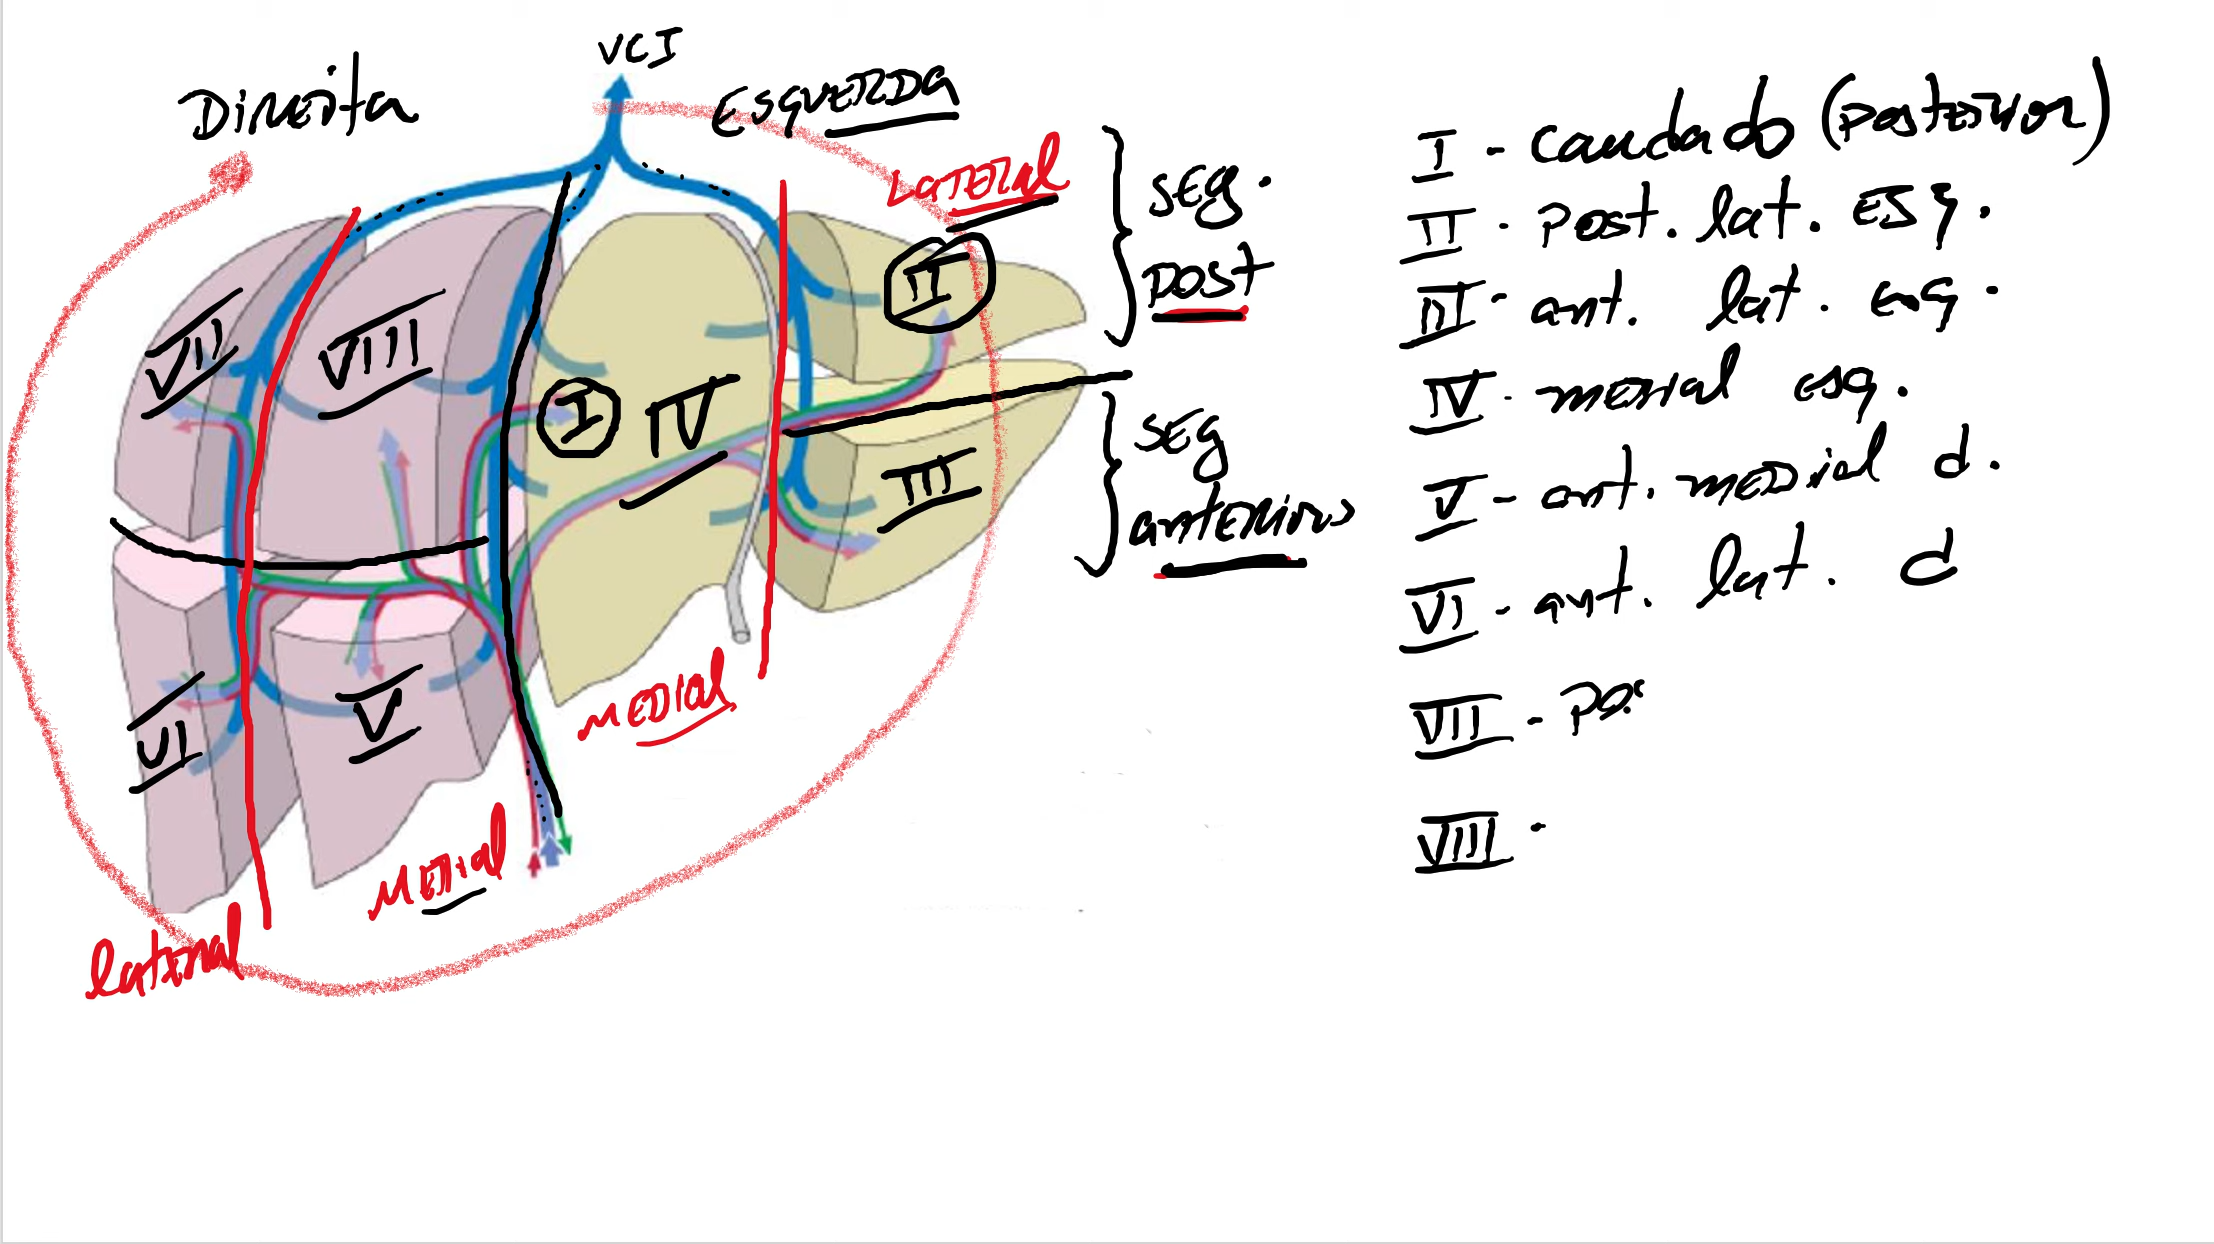 VCI
Direita
ESQUERDA
LATERAL
SEG.
POST
II
VII
VIII
I
IV
SEG
anteriores
III
VI
V
MEDIAL
MEDIAL
lateral
I - caudado (posterior)
II - Post. lat. ESq.
III - ant. lat. esq.
IV - medial esq.
V - ant. medial d.
VI - ant. lat. d
VII - Pos
VIII -